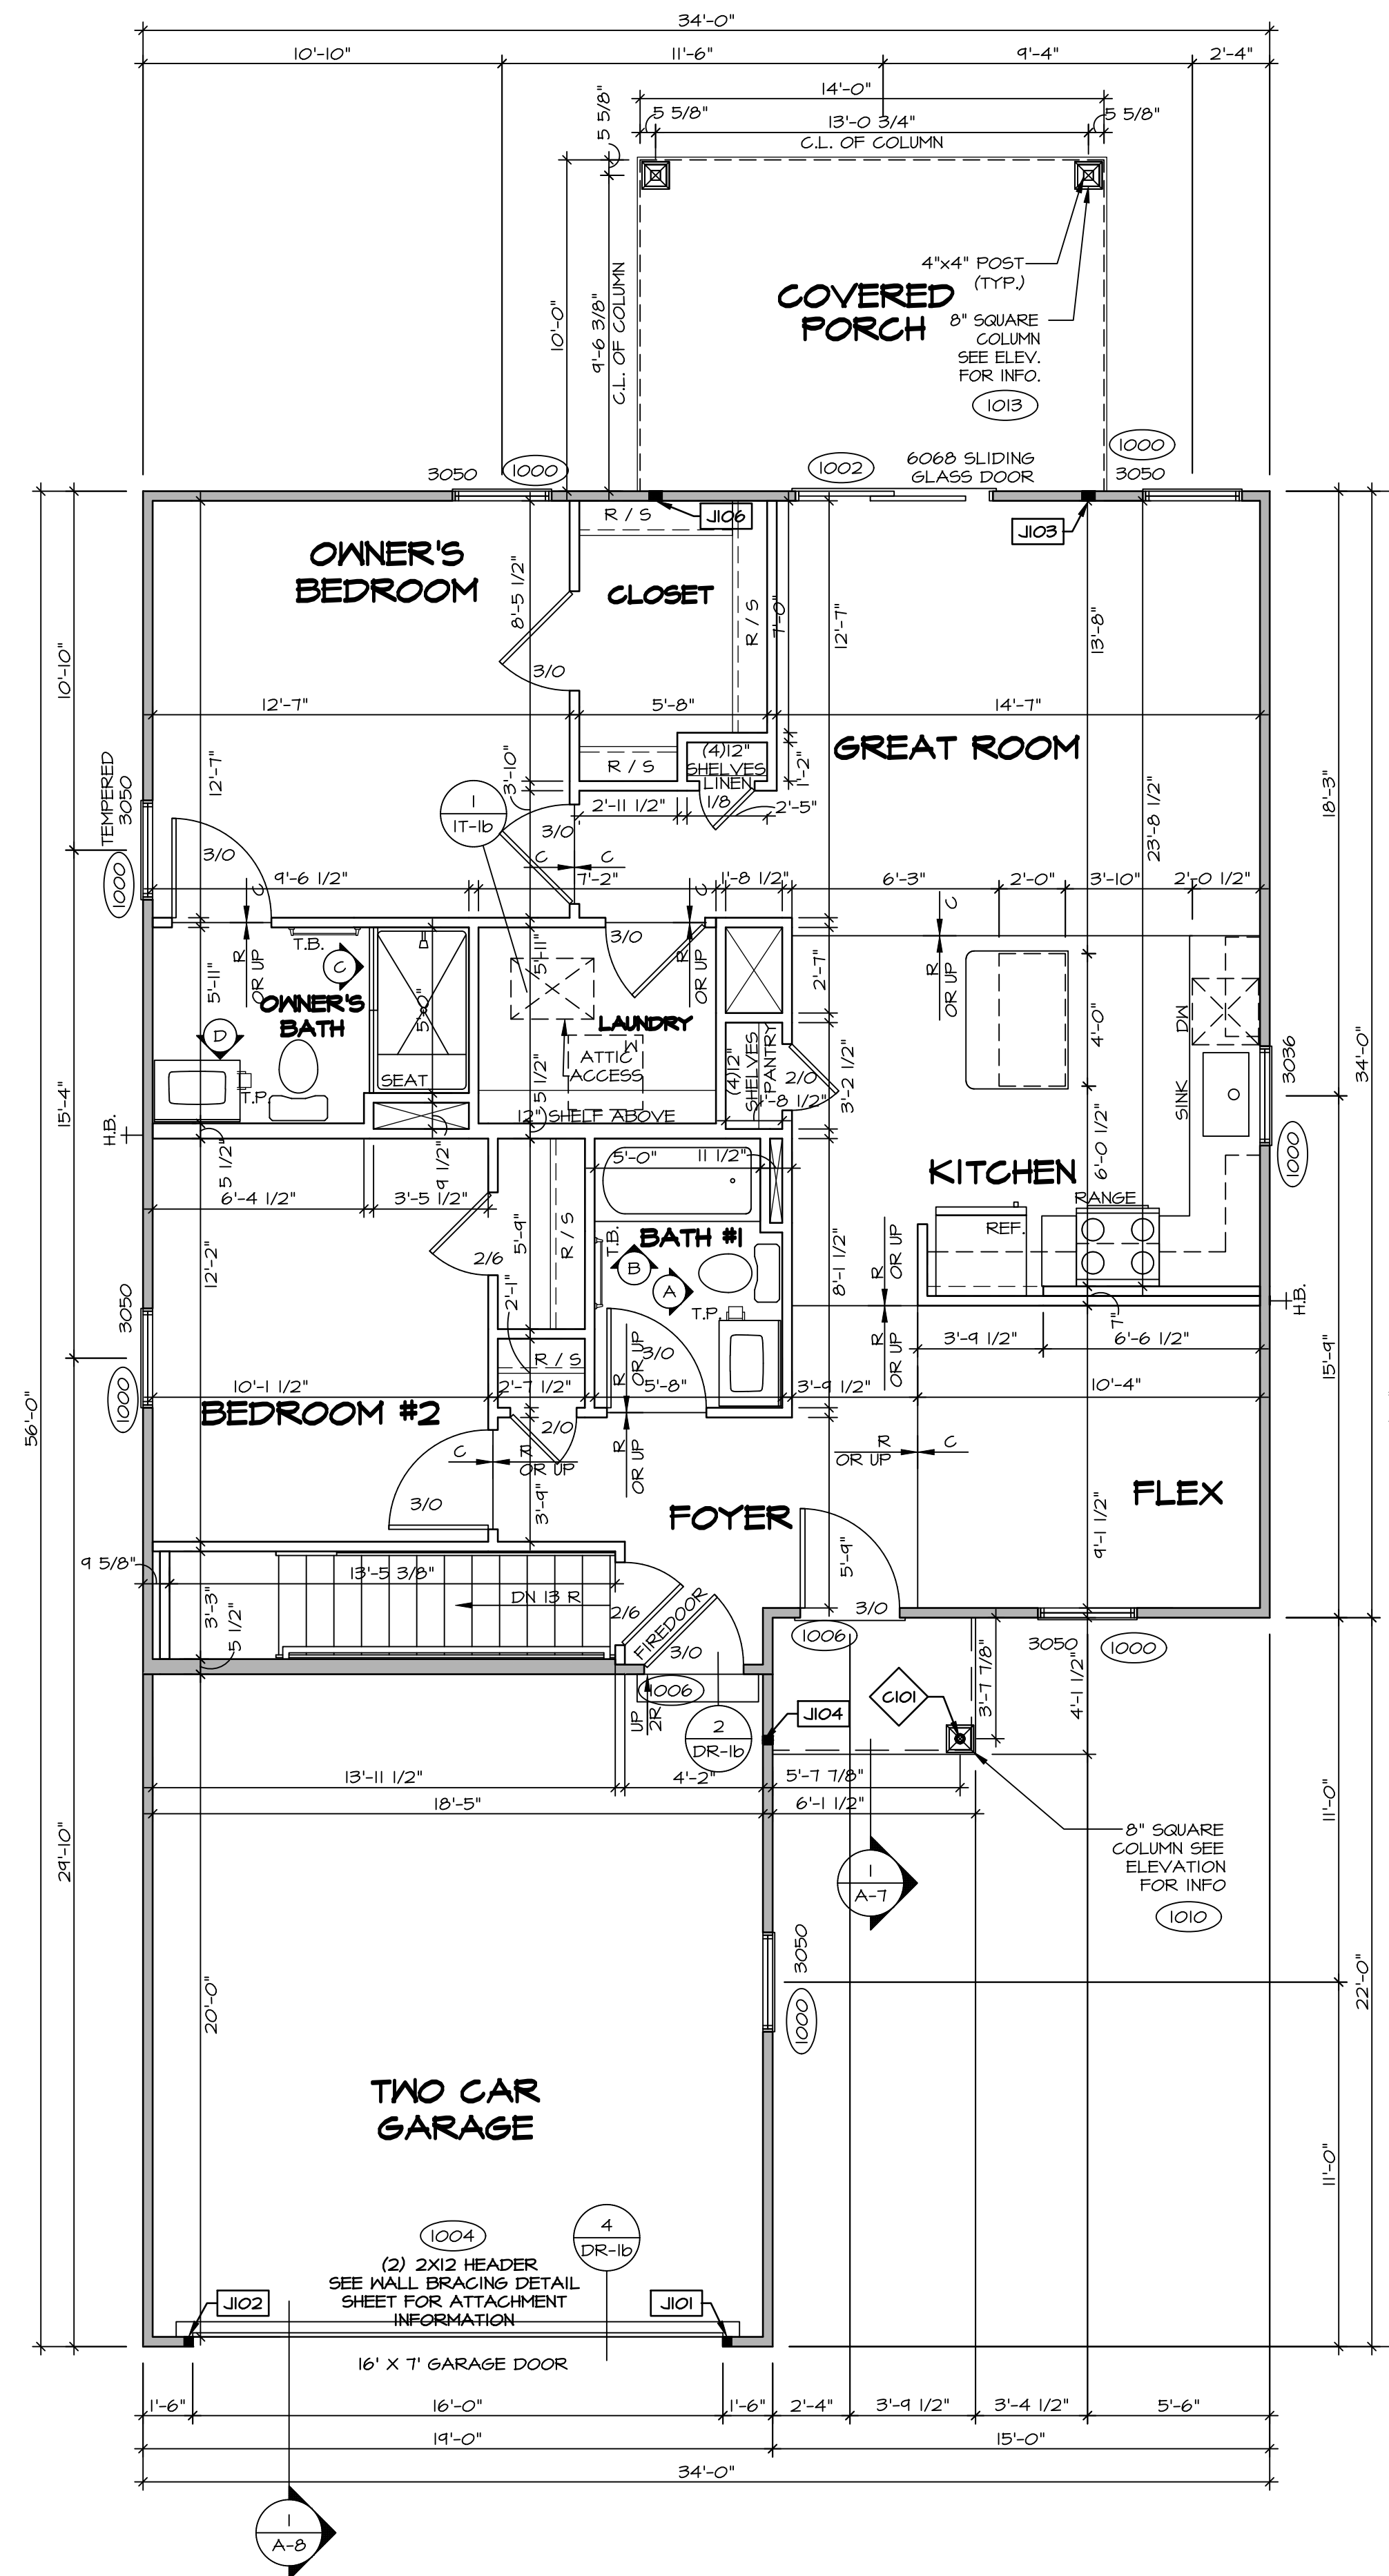 34'-0"
10'-10"
11'-6"
9'-4"
2'-4"
14'-0"
5 5/8"
5 5/8"
5 5/8"
13'-0 3/4"
C.L. OF COLUMN
10'-0"
9'-6 3/8"
C.L. OF COLUMN
4"x4" POST
(TYP.)
COVERED
PORCH
8" SQUARE
COLUMN
SEE ELEV.
FOR INFO.
1013
3050
1000
1002
6068 SLIDING
GLASS DOOR
1000
3050
R / S
J106
J103
OWNER'S
BEDROOM
8'-5 1/2"
CLOSET
R / S
7'-0"
12'-7"
13'-8"
3/0
12'-7"
5'-8"
14'-7"
10'-10"
18'-3"
TEMPERED
3050
1000
12'-7"
3'-10"
R / S
(4)12"
SHELVES
LINEN
1'-2"
GREAT ROOM
23'-8 1/2"
1
1T-1b
2'-11 1/2"
1/8
2'-5"
3/0
3/0
C
C
9'-6 1/2"
7'-2"
1'-8 1/2"
6'-3"
2'-0"
3'-10"
2'-0 1/2"
C
R
OR UP
T.B.
C
5'-11"
5'-11"
3/0
C
R
OR UP
2'-7"
C
R
OR UP
OWNER'S
BATH
5'-0"
LAUNDRY
D
ATTIC
ACCESS
W
SEAT
T.P.
5 1/2"
12" SHELF ABOVE
(4)12"
SHELVES
PANTRY
2/0
1'-8 1/2"
3'-2 1/2"
4'-0"
DW
SINK
3036
1000
34'-0"
15'-4"
H.B.
5 1/2"
9 1/2"
6'-4 1/2"
3'-5 1/2"
5'-0"
11 1/2"
KITCHEN
6'-0 1/2"
RANGE
REF.
12'-2"
2/6
5'-9"
R / S
T.B.
BATH #1
B
A
T.P.
8'-1 1/2"
R
OR UP
R
OR UP
7"
H.B.
3050
1000
2'-1"
R / S
R
OR UP
3/0
3'-9 1/2"
6'-6 1/2"
15'-9"
56'-0"
10'-1 1/2"
2'-7 1/2"
5'-8"
3'-9 1/2"
10'-4"
BEDROOM #2
2/0
C
R
OR UP
R
OR UP
R
OR UP
C
3/0
3'-9"
FOYER
FLEX
9'-1 1/2"
9 5/8"
13'-5 3/8"
3'-3"
DN 13 R
2/6
FIREDOOR
3/0
5'-9"
3/0
5 1/2"
1006
1006
3050
1000
UP
2R
2
DR-1b
J104
C101
3'-7 7/8"
4'-1 1/2"
13'-11 1/2"
4'-2"
5'-7 7/8"
18'-5"
6'-1 1/2"
29'-10"
11'-0"
8" SQUARE
COLUMN SEE
ELEVATION
FOR INFO
1010
1
A-7
3050
1000
20'-0"
22'-0"
TWO CAR
GARAGE
11'-0"
1004
4
DR-1b
(2) 2X12 HEADER
SEE WALL BRACING DETAIL
SHEET FOR ATTACHMENT
INFORMATION
J102
J101
16' X 7' GARAGE DOOR
1'-6"
16'-0"
1'-6"
2'-4"
3'-9 1/2"
3'-4 1/2"
5'-6"
19'-0"
15'-0"
34'-0"
1
A-8